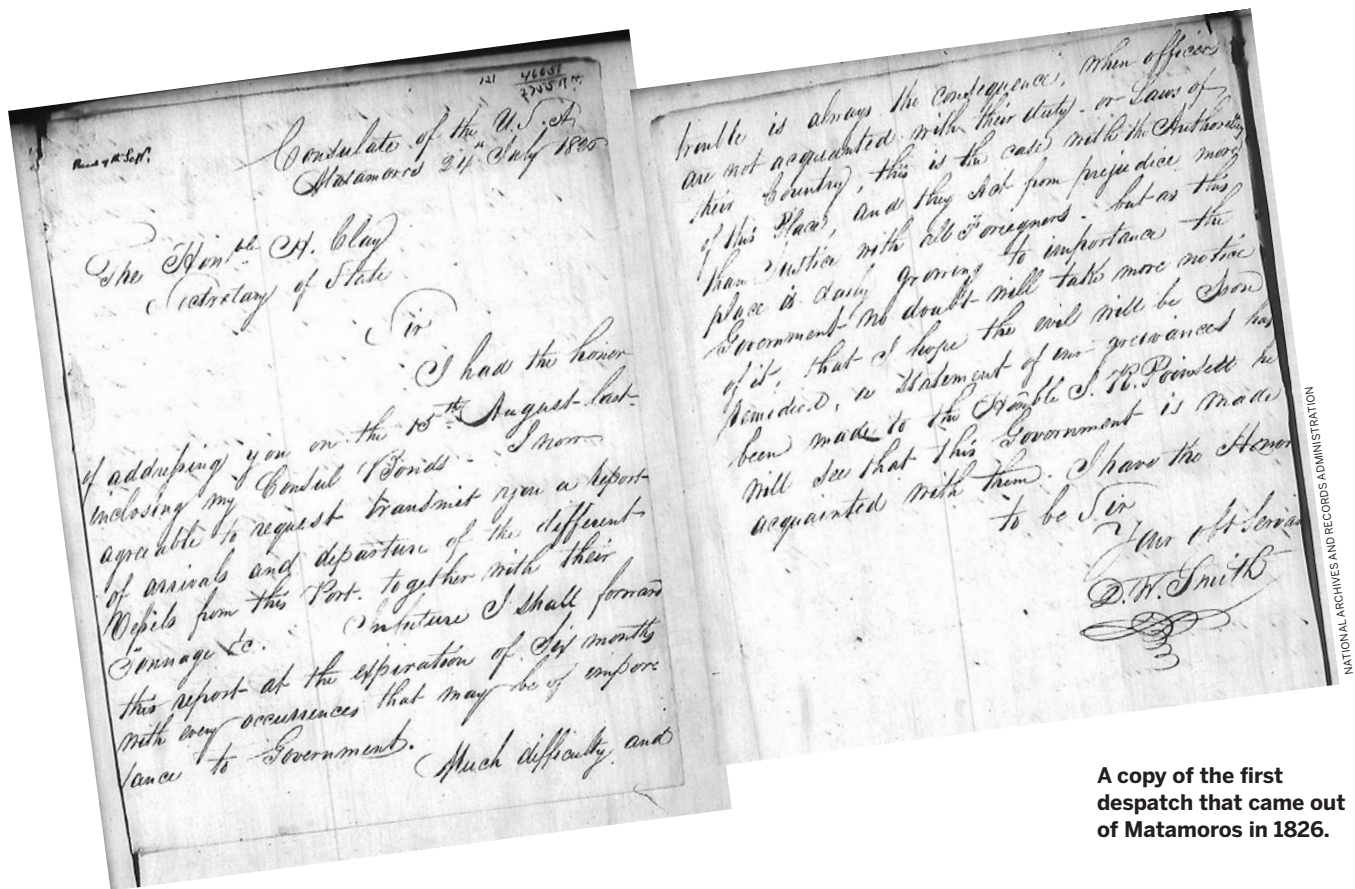 121
Consulate of the U.S.A.
Matamoros 24th July 1826
The Honble H. Clay
Secretary of State
Sir
I had the honor
of addressing you on the 15th August last
inclosing my Consul Bonds. I now
agreeable to request transmit you a Report
of arrivals and departure of the different
Vessels from this Port. together with their
Tonnage &c. In future I shall forward
this report at the expiration of Six months
with every occurrences that may be of impor=
tance to Government.
Much difficulty and
trouble is always the consequence, when officers
are not acquainted with their duty - or Laws of
their Country, this is the case with the
of this Place, and they Act from prejudice more
than Justice with all Foregners. but as this
place is daily growing to importance the
Government no doubt will take more notice
of it, that I hope the evil will be Soon
remidied, a Statement of our greivances has
been made to the Honble J. R. Poinsett he
will see that this Government is made
acquainted with them. I have the Honor
to be Sir
Your obt Servan
D. W. Smith
NATIONAL ARCHIVES AND RECORDS ADMINISTRATION
A copy of the first
despatch that came out
of Matamoros in 1826.